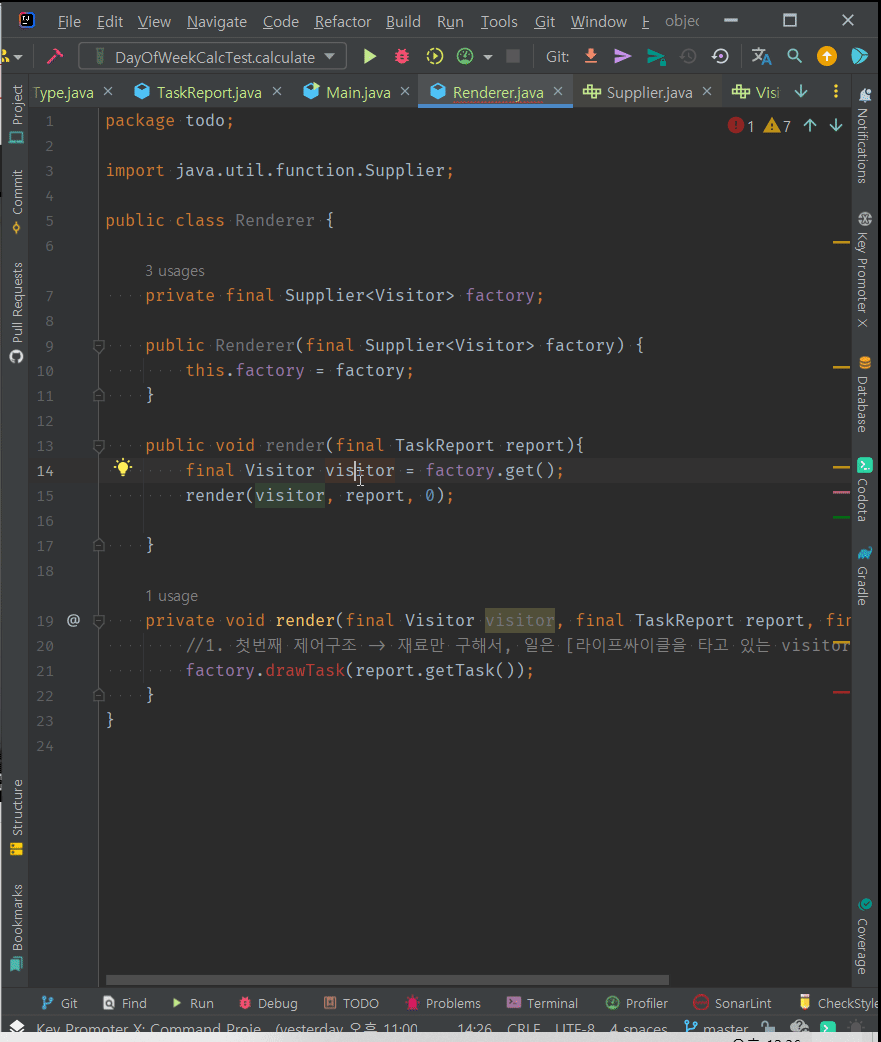 File Edit View Navigate Code Refactor Build Run Tools Git Window
DayOfWeekCalcTest.calculate Git:
Type.java TaskReport.java Main.java Renderer.java Supplier.java
1 package todo; 1 7
2
3 import java.util.function.Supplier;
4
5 public class Renderer {
6
3 usages
7 private final Supplier<Visitor> factory;
8
9 public Renderer(final Supplier<Visitor> factory) {
10 this.factory = factory;
11 }
12
13 public void render(final TaskReport report){
14 final Visitor visitor = factory.get();
15 render(visitor, report, 0);
16
17 }
18
1 usage
19 @ private void render(final Visitor visitor, final TaskReport report, fin
20 //1. 첫번째 제어구조 -> 재료만 구해서, 일은 [라이프싸이클을 타고 있는 visitor
21 factory.drawTask(report.getTask());
22 }
23 }
24
Project
Commit
Pull Requests
Structure
Bookmarks
Notifications
Key Promoter X
Database
Codota
Gradle
Coverage
Git Find Run Debug TODO Problems Terminal Profiler SonarLint CheckStyle
Key Promoter X: Command Proje... (yesterday 오후 11:00 14:26 CRLF UTF-8 4 spaces master